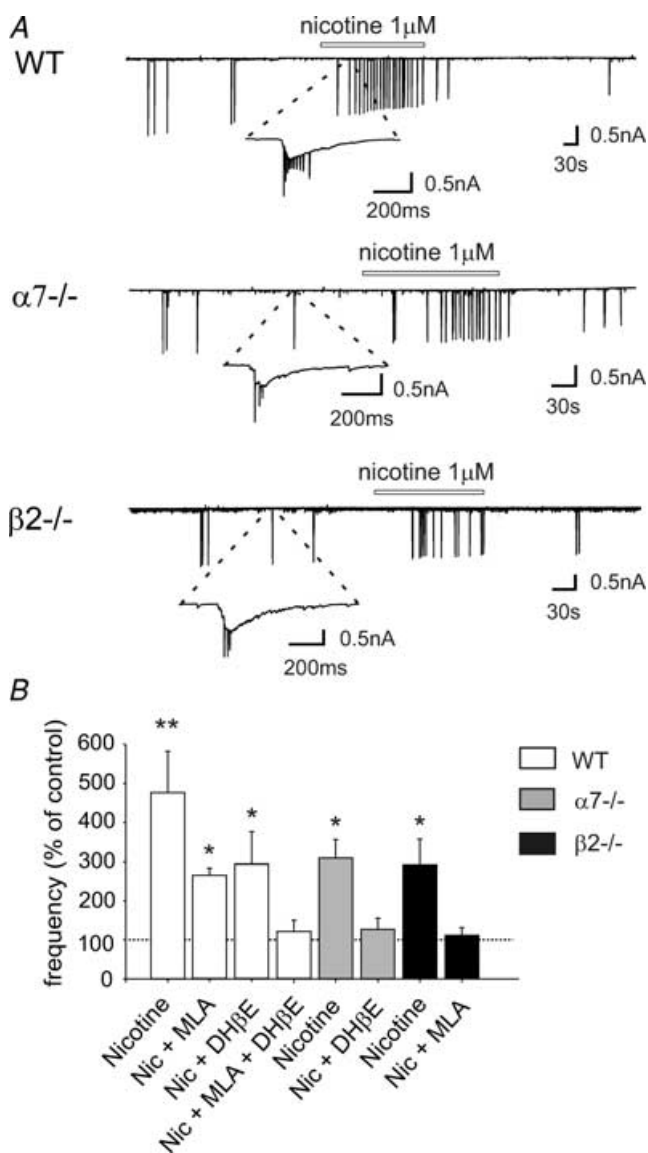 A
nicotine 1μM
WT
0.5nA
30s
0.5nA
200ms
nicotine 1μM
α7-/-
0.5nA
200ms
0.5nA
30s
nicotine 1μM
β2-/-
0.5nA
30s
0.5nA
200ms
B
frequency (% of control)
600
500
400
300
200
100
0
**
*
*
*
*
WT
α7-/-
β2-/-
Nicotine
Nic + MLA
Nic + DHβE
Nic + MLA + DHβE
Nicotine
Nic + DHβE
Nicotine
Nic + MLA